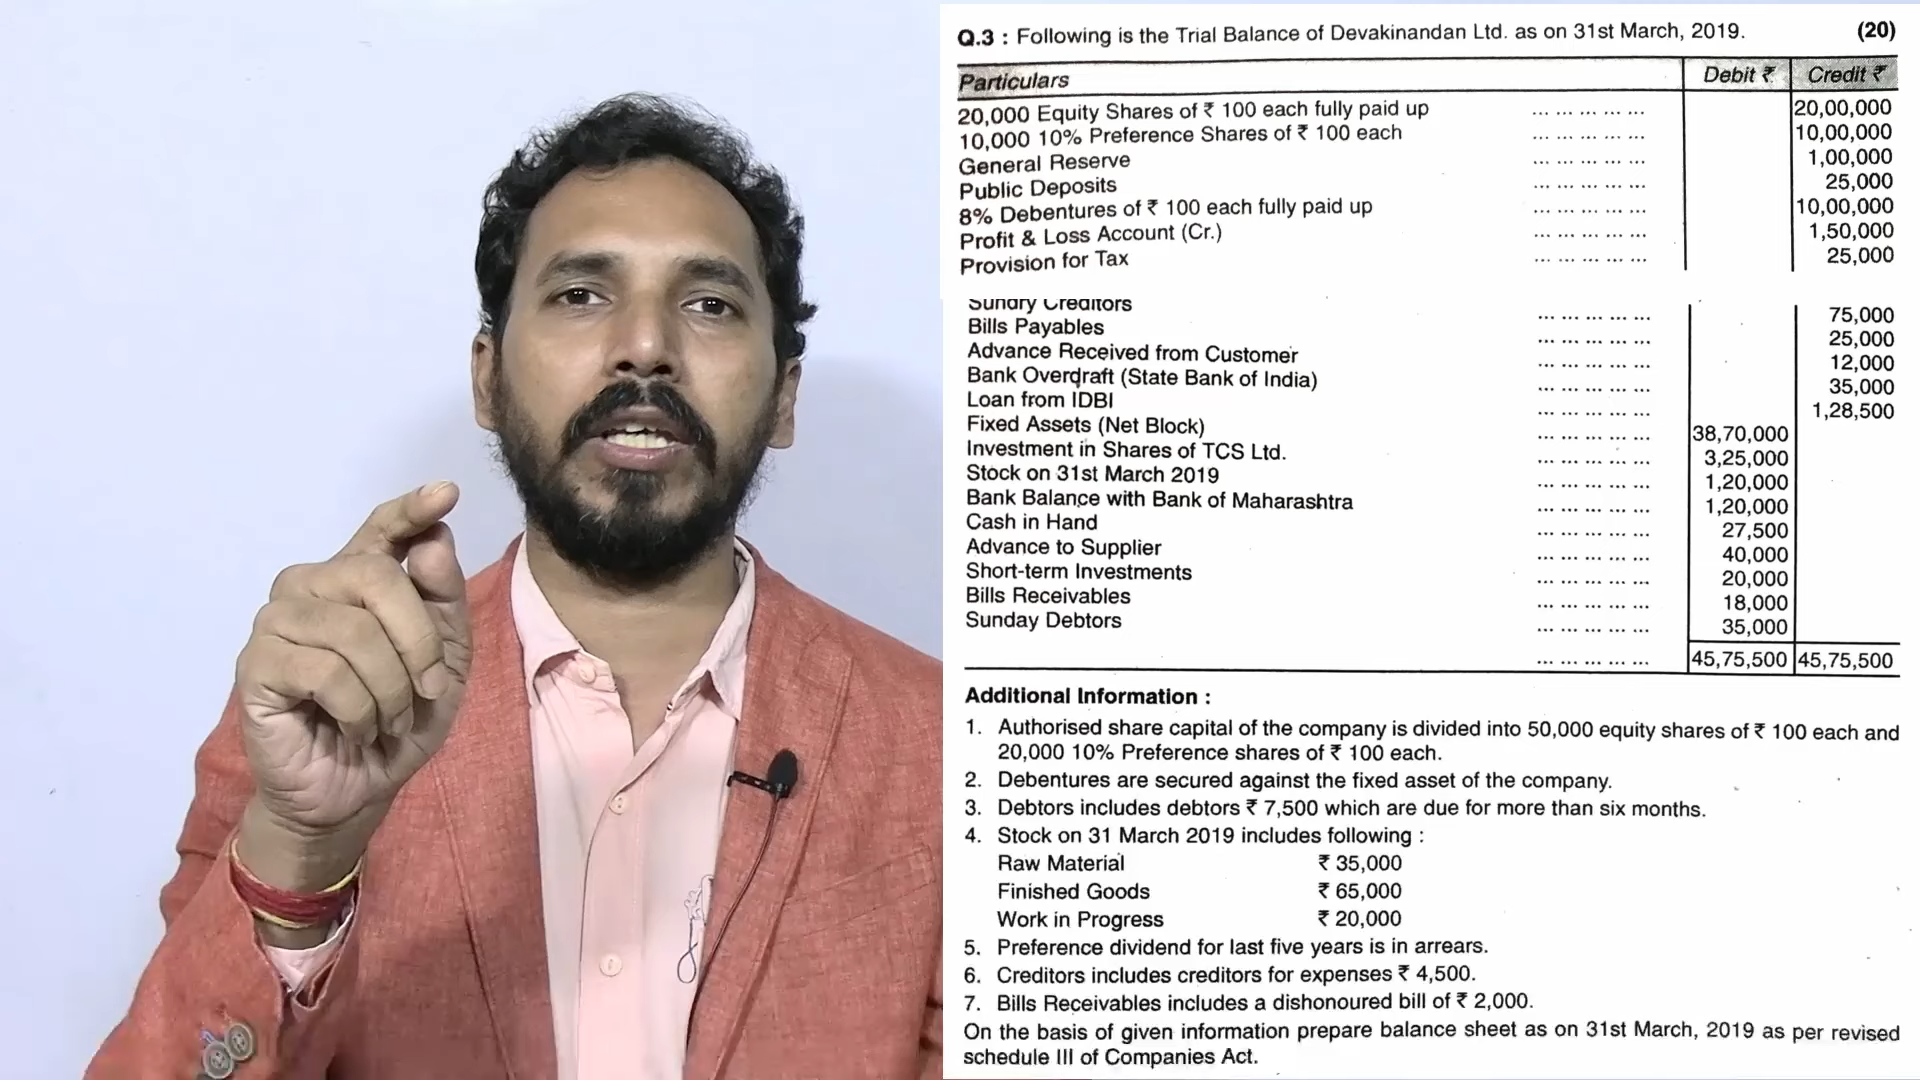 Q.3 : Following is the Trial Balance of Devakinandan Ltd. as on 31st March, 2019. (20)
Particulars Debit ₹ Credit ₹
20,000 Equity Shares of ₹ 100 each fully paid up ... ... ... ... ... 20,00,000
10,000 10% Preference Shares of ₹ 100 each ... ... ... ... ... 10,00,000
General Reserve ... ... ... ... ... 1,00,000
Public Deposits ... ... ... ... ... 25,000
8% Debentures of ₹ 100 each fully paid up ... ... ... ... ... 10,00,000
Profit & Loss Account (Cr.) ... ... ... ... ... 1,50,000
Provision for Tax ... ... ... ... ... 25,000
Sundry Creditors ... ... ... ... ... 75,000
Bills Payables ... ... ... ... ... 25,000
Advance Received from Customer ... ... ... ... ... 12,000
Bank Overdraft (State Bank of India) ... ... ... ... ... 35,000
Loan from IDBI ... ... ... ... ... 1,28,500
Fixed Assets (Net Block) ... ... ... ... ... 38,70,000
Investment in Shares of TCS Ltd. ... ... ... ... ... 3,25,000
Stock on 31st March 2019 ... ... ... ... ... 1,20,000
Bank Balance with Bank of Maharashtra ... ... ... ... ... 1,20,000
Cash in Hand ... ... ... ... ... 27,500
Advance to Supplier ... ... ... ... ... 40,000
Short-term Investments ... ... ... ... ... 20,000
Bills Receivables ... ... ... ... ... 18,000
Sunday Debtors ... ... ... ... ... 35,000
... ... ... ... ... 45,75,500 45,75,500
Additional Information :
1. Authorised share capital of the company is divided into 50,000 equity shares of ₹ 100 each and
20,000 10% Preference shares of ₹ 100 each.
2. Debentures are secured against the fixed asset of the company.
3. Debtors includes debtors ₹ 7,500 which are due for more than six months.
4. Stock on 31 March 2019 includes following :
Raw Material ₹ 35,000
Finished Goods ₹ 65,000
Work in Progress ₹ 20,000
5. Preference dividend for last five years is in arrears.
6. Creditors includes creditors for expenses ₹ 4,500.
7. Bills Receivables includes a dishonoured bill of ₹ 2,000.
On the basis of given information prepare balance sheet as on 31st March, 2019 as per revised
schedule III of Companies Act.